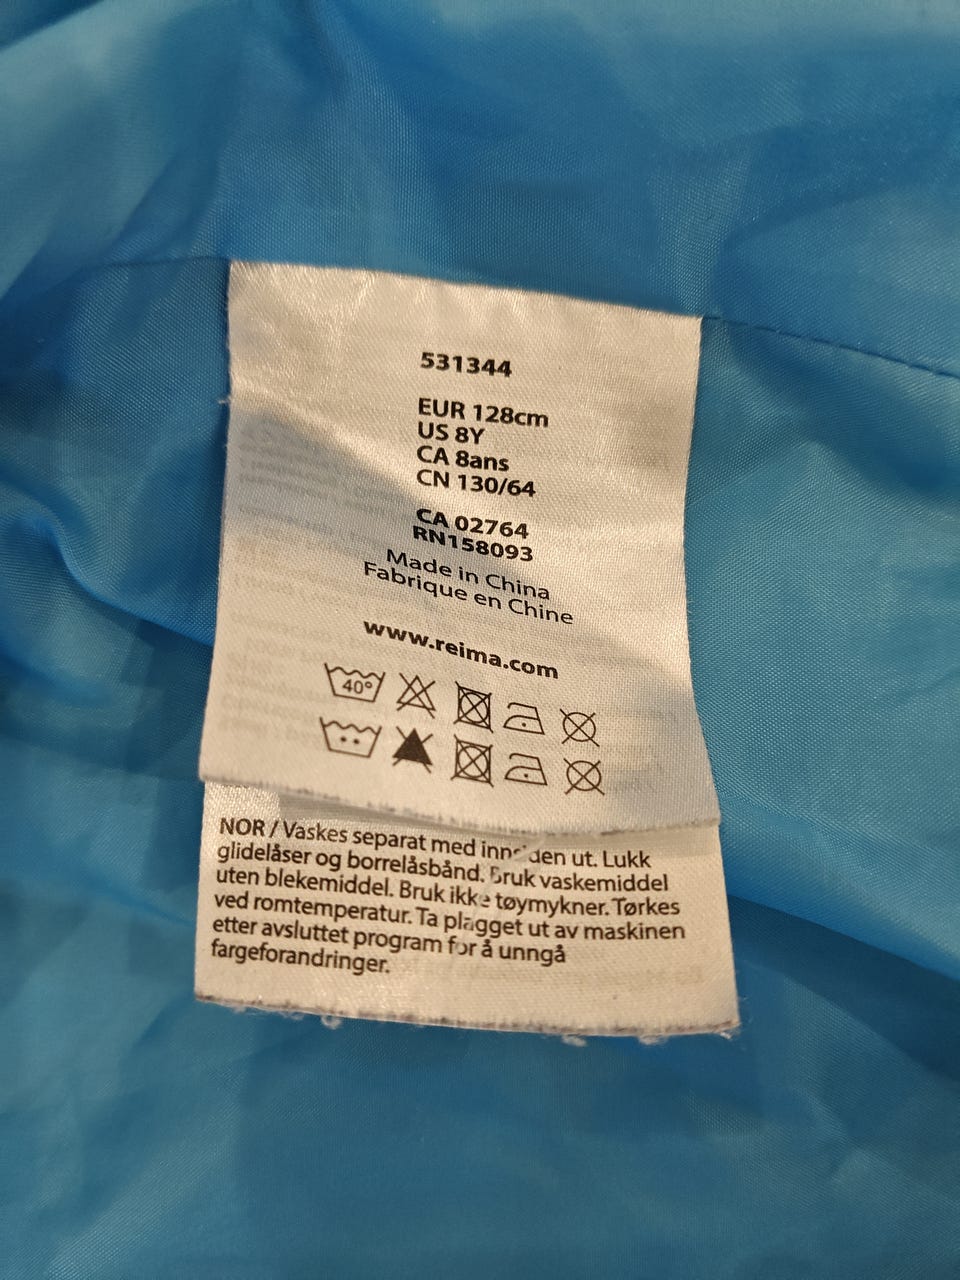 531344
EUR 128cm
US 8Y
CA 8ans
CN 130/64
CA 02764
RN158093
Made in China
Fabrique en Chine
www.reima.com
40°
NOR / Vaskes separat med innsiden ut. Lukk
glidelåser og borrelåsbånd. Bruk vaskemiddel
uten blekemiddel. Bruk ikke tøymykner. Tørkes
ved romtemperatur. Ta plagget ut av maskinen
etter avsluttet program for å unngå
fargeforandringer.